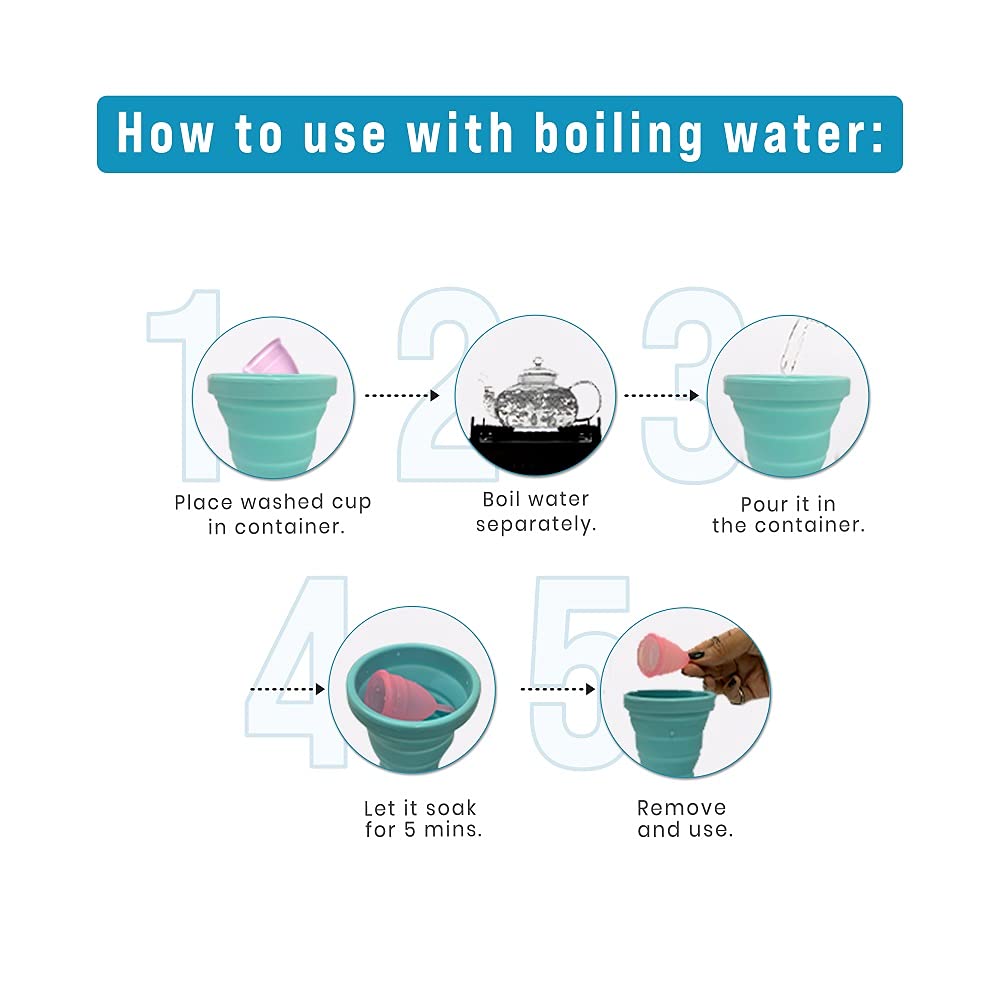 How to use with boiling water:
1
2
3
Place washed cup
in container.
Boil water
separately.
Pour it in
the container.
4
5
Let it soak
for 5 mins.
Remove
and use.